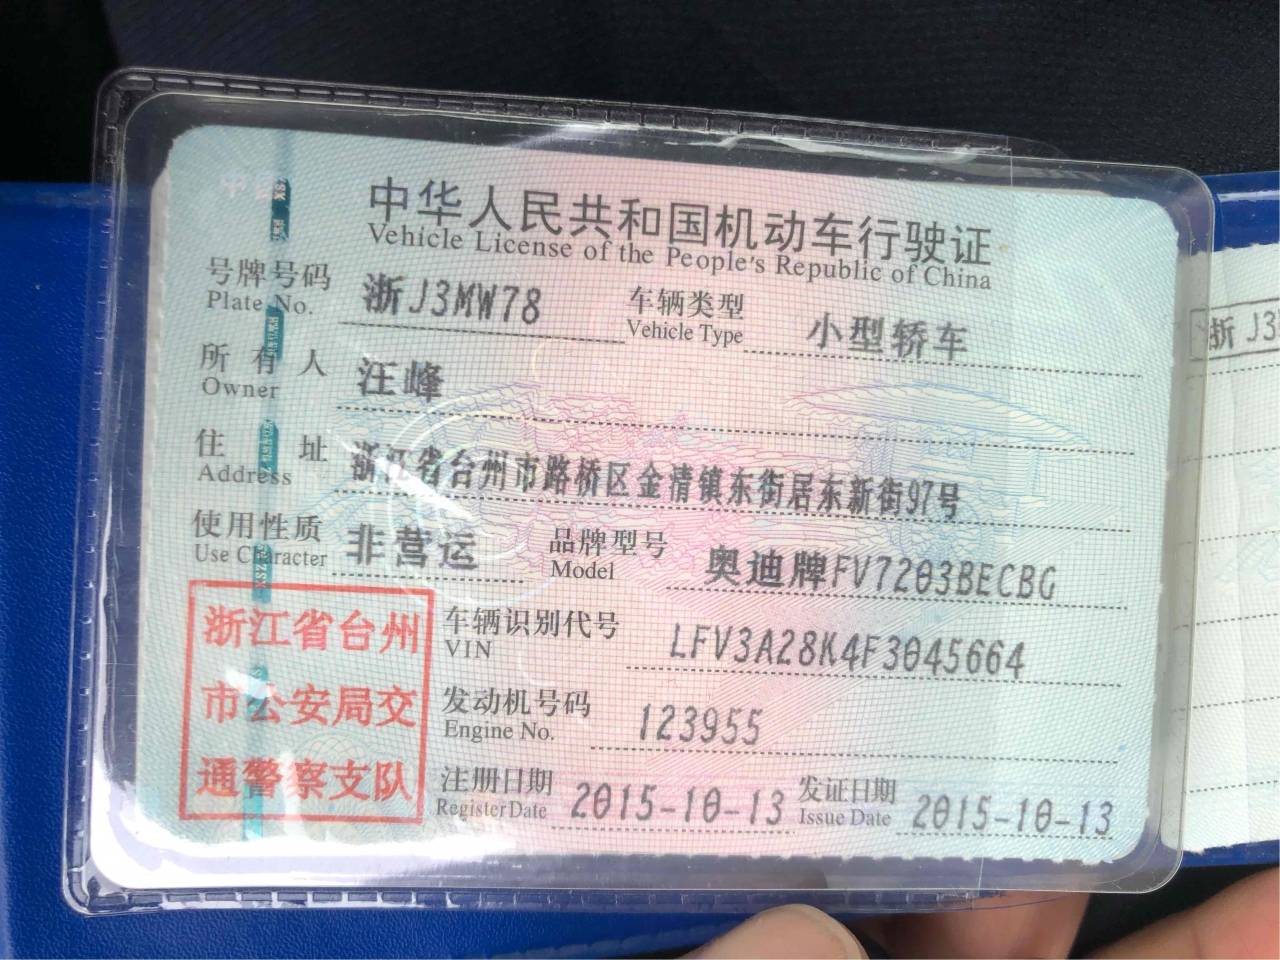 中华人民共和国机动车行驶证
Vehicle License of the People's Republic of China
号牌号码 浙J3MW78 车辆类型 小型轿车
Plate No. Vehicle Type
所有人 汪峰
Owner
住址 浙江省台州市路桥区金清镇东街居东新街97号
Address
使用性质 非营运 品牌型号 奥迪牌FV7203BECBG
Use Character Model
车辆识别代号 LFV3A28K4F3045664
VIN
发动机号码 123955
Engine No.
注册日期 2015-10-13 发证日期 2015-10-13
Register Date Issue Date
浙江省台州
市公安局交
通警察支队
浙J3